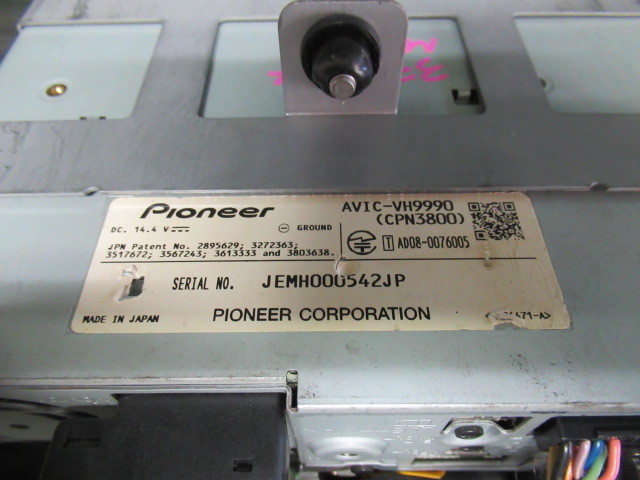 Pioneer
AVIC-VH9990
(CPN3800)
DC. 14.4 V
GROUND
T AD08-0076005
JPN Patent No. 2895629; 3272363;
3517672; 3567243; 3613333 and 3803638.
SERIAL NO. JEMH000542JP
MADE IN JAPAN
PIONEER CORPORATION